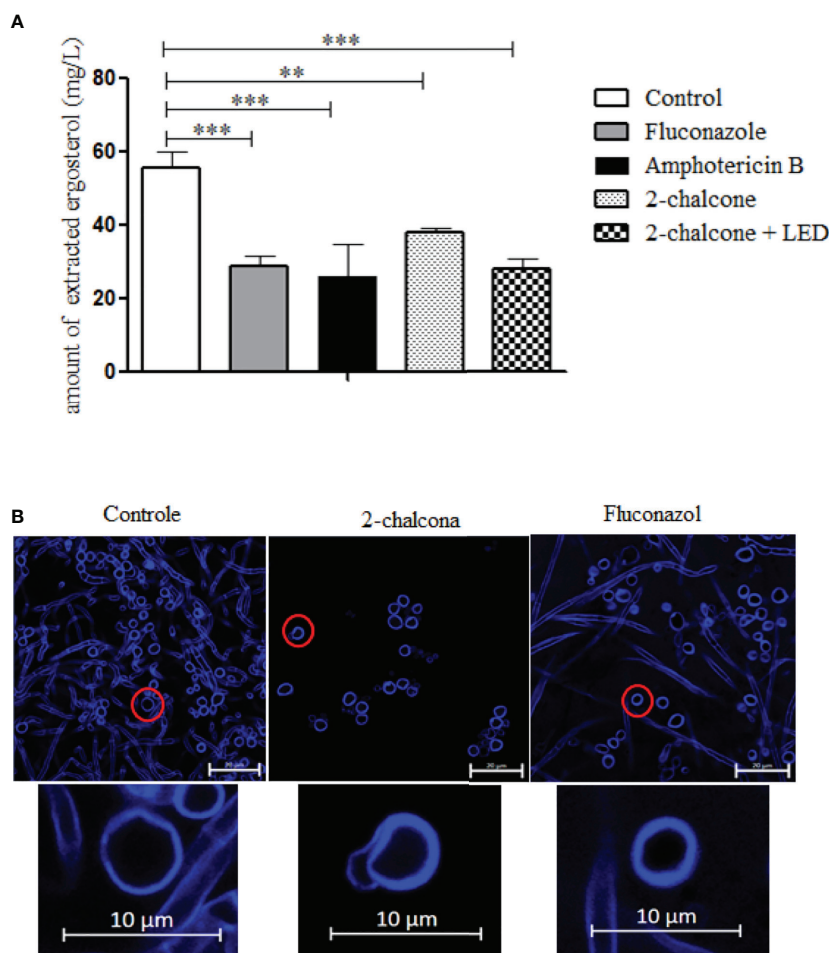 A
***
**
***
***
amount of extracted ergosterol (mg/L)
80
60
40
20
0
Control
Fluconazole
Amphotericin B
2-chalcone
2-chalcone + LED
B
Controle
2-chalcona
Fluconazol
20 µm
20 µm
20 µm
10 µm
10 µm
10 µm